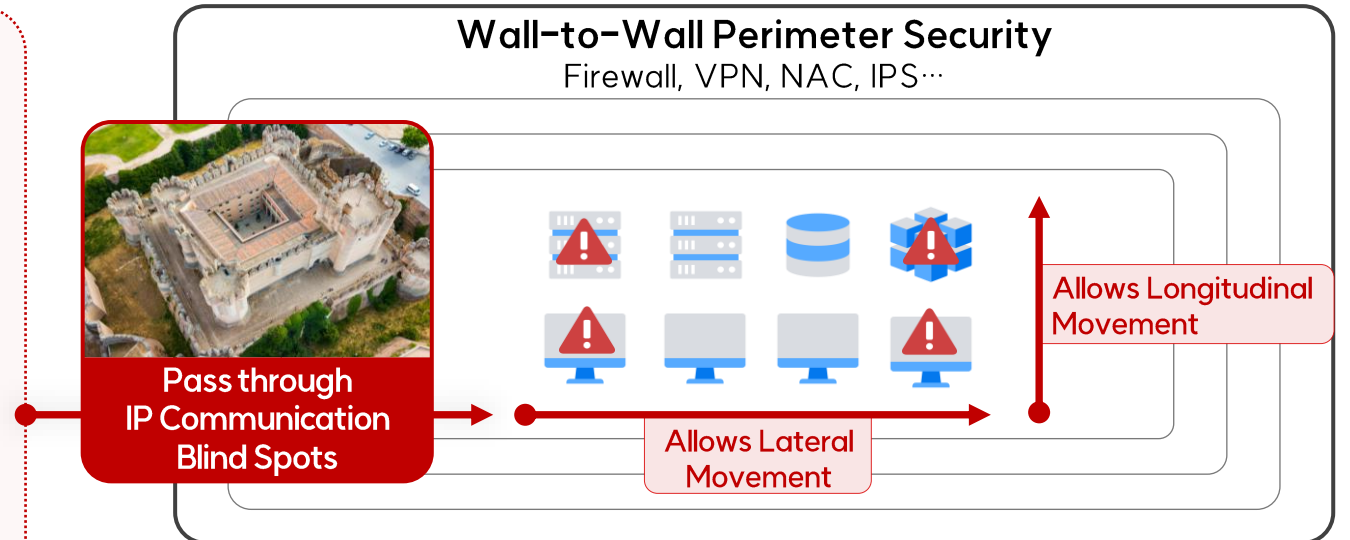 Wall-to-Wall Perimeter Security
Firewall, VPN, NAC, IPS…
Pass through
IP Communication
Blind Spots
Allows Lateral
Movement
Allows Longitudinal
Movement